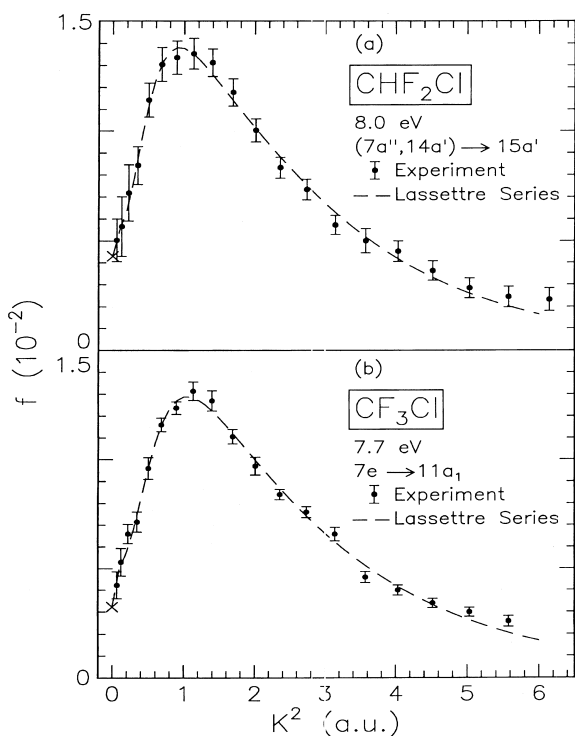 1.5
(a)
CHF₂Cl
8.0 eV
(7a'',14a') → 15a'
Experiment
Lassettre Series
0
f (10⁻²)
1.5
(b)
CF₃Cl
7.7 eV
7e → 11a₁
Experiment
Lassettre Series
0
0 1 2 3 4 5 6
K² (a.u.)